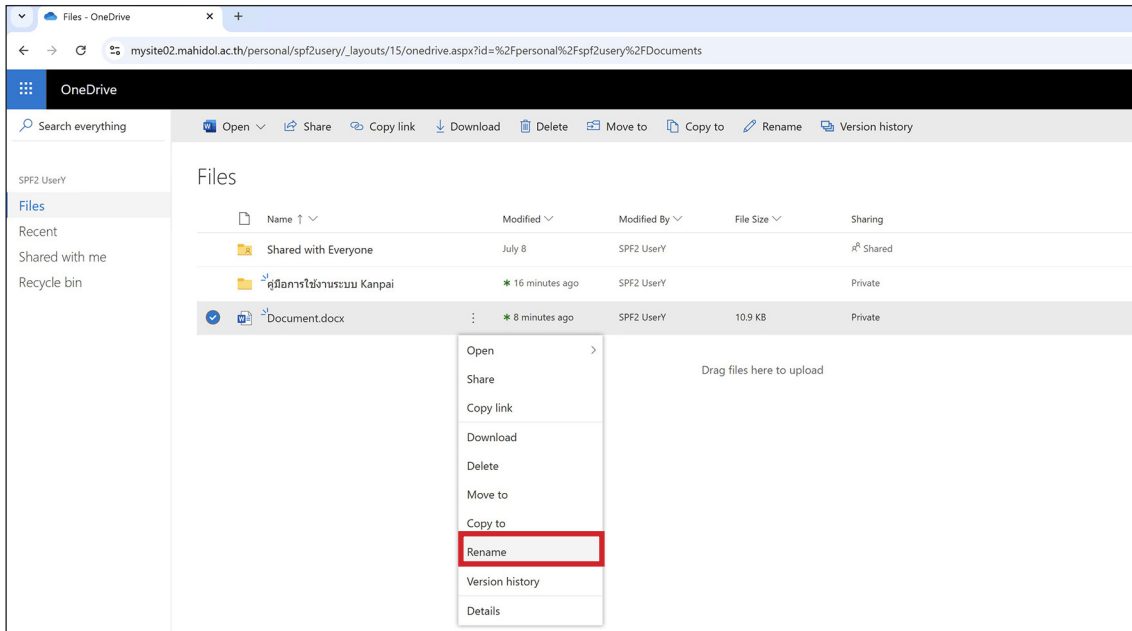 Files - OneDrive
mysite02.mahidol.ac.th/personal/spf2usery/_layouts/15/onedrive.aspx?id=%2Fpersonal%2Fspf2usery%2FDocuments
OneDrive
Search everything
Open Share Copy link Download Delete Move to Copy to Rename Version history
SPF2 UserY
Files
Recent
Shared with me
Recycle bin
Files
Name Modified Modified By File Size Sharing
Shared with Everyone July 8 SPF2 UserY Shared
คู่มือการใช้งานระบบ Kanpai 16 minutes ago SPF2 UserY Private
Document.docx 8 minutes ago SPF2 UserY 10.9 KB Private
Drag files here to upload
Open
Share
Copy link
Download
Delete
Move to
Copy to
Rename
Version history
Details